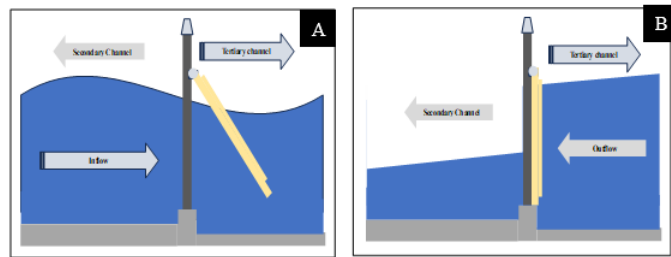 A
Secondary Channel
Tertiary channel
Inflow
B
Tertiary channel
Secondary Channel
Outflow